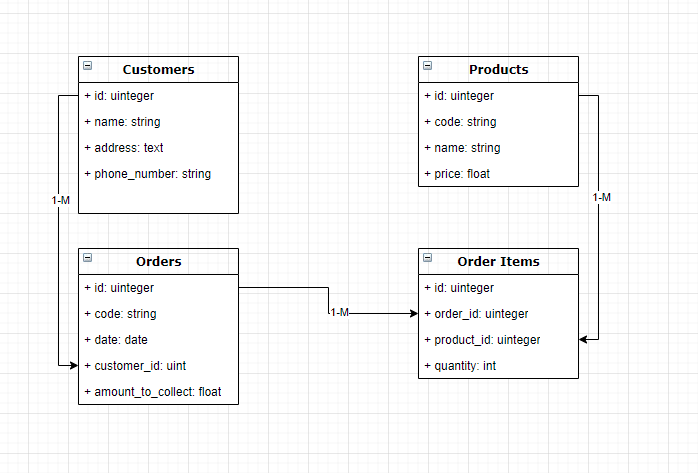 Customers
+ id: uinteger
+ name: string
+ address: text
+ phone_number: string
Products
+ id: uinteger
+ code: string
+ name: string
+ price: float
1-M
1-M
Orders
+ id: uinteger
+ code: string
+ date: date
+ customer_id: uint
+ amount_to_collect: float
1-M
Order Items
+ id: uinteger
+ order_id: uinteger
+ product_id: uinteger
+ quantity: int